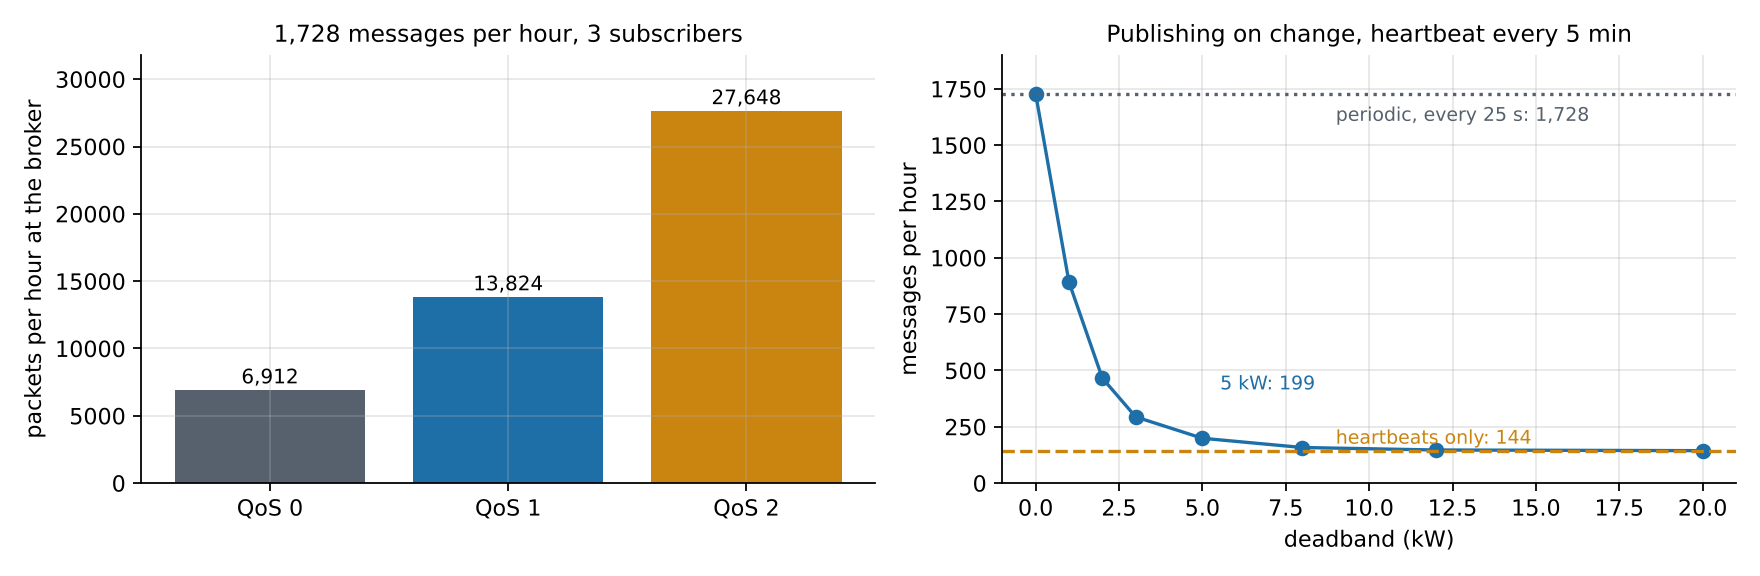 1,728 messages per hour, 3 subscribers
packets per hour at the broker
30000
25000
20000
15000
10000
5000
0
6,912
13,824
27,648
QoS 0
QoS 1
QoS 2
Publishing on change, heartbeat every 5 min
messages per hour
1750
1500
1250
1000
750
500
250
0
periodic, every 25 s: 1,728
5 kW: 199
heartbeats only: 144
0.0
2.5
5.0
7.5
10.0
12.5
15.0
17.5
20.0
deadband (kW)